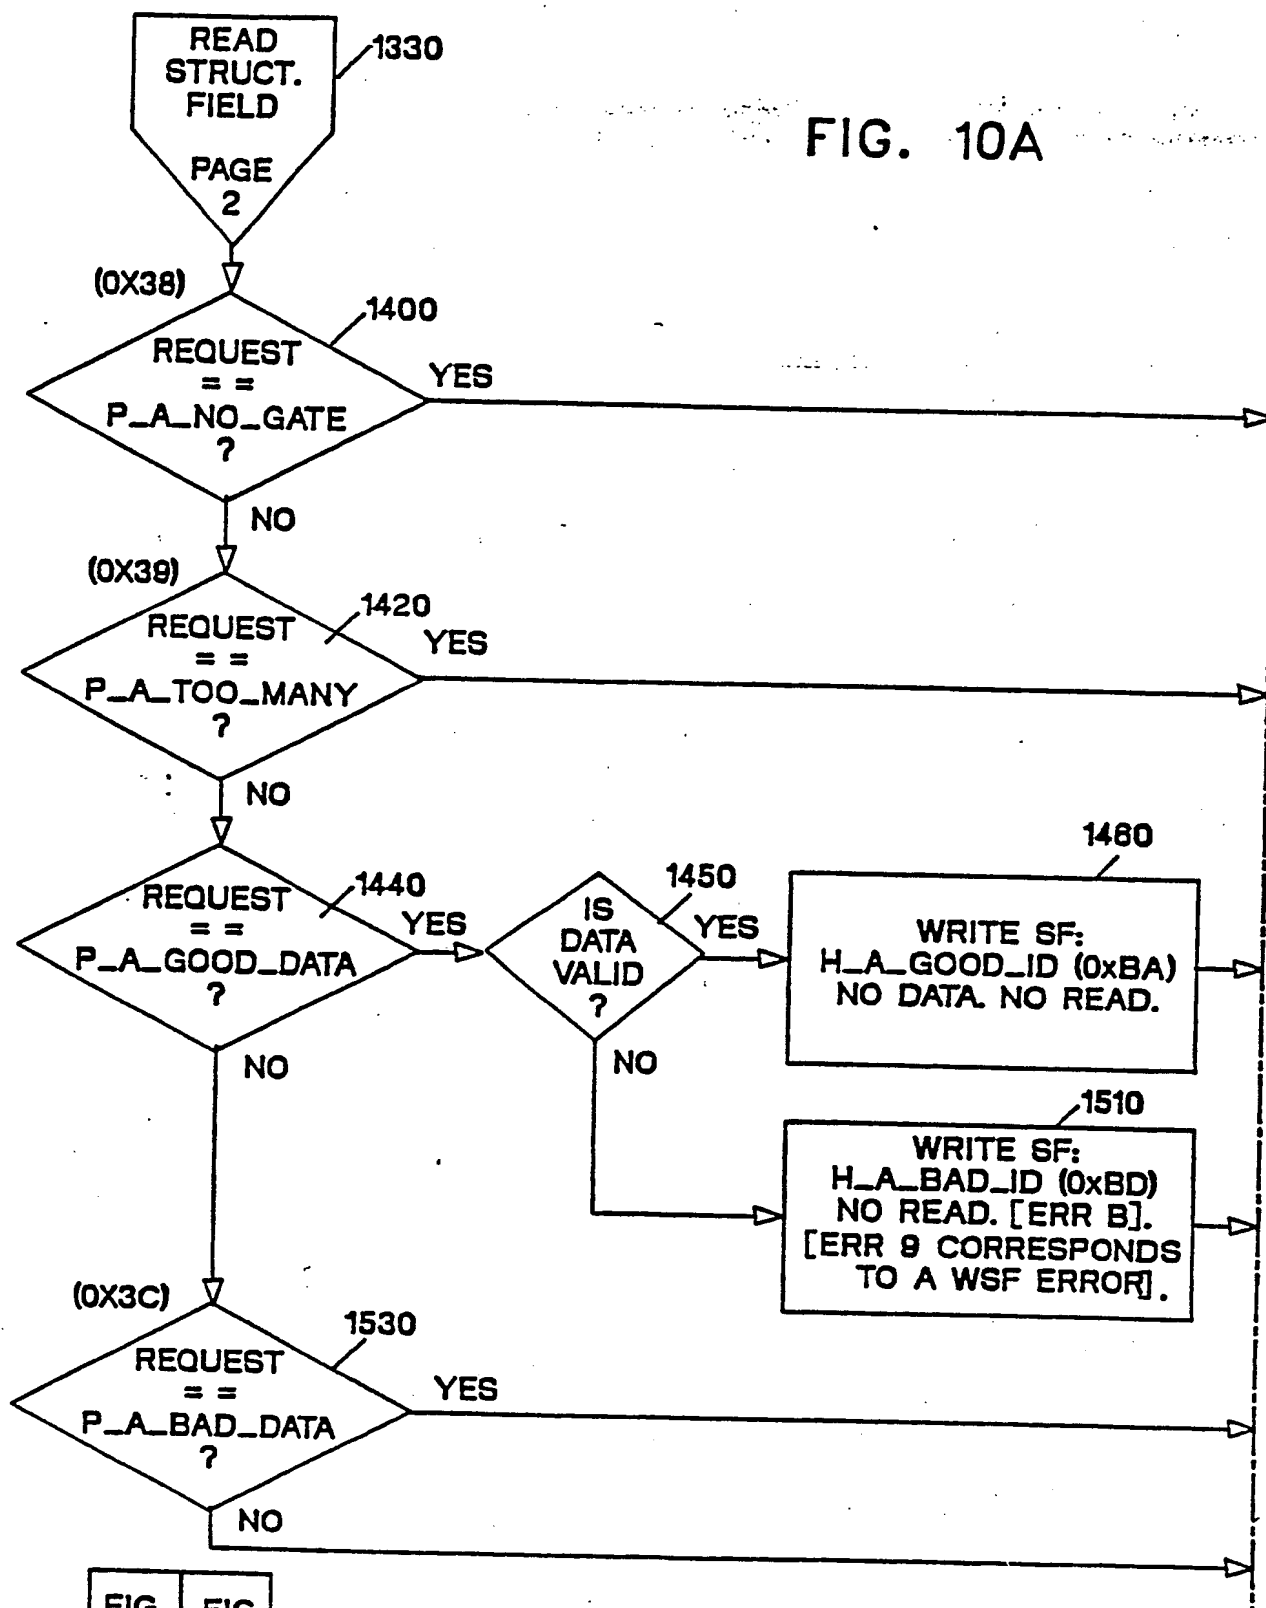 READ
STRUCT.
FIELD
PAGE
2
1330
FIG. 10A
(0X38)
1400
REQUEST
= =
P_A_NO_GATE
?
YES
NO
(0X39)
1420
REQUEST
= =
P_A_TOO_MANY
?
YES
NO
1440
REQUEST
= =
P_A_GOOD_DATA
?
YES
NO
1450
IS
DATA
VALID
?
YES
NO
1460
WRITE SF:
H_A_GOOD_ID (0xBA)
NO DATA. NO READ.
1510
WRITE SF:
H_A_BAD_ID (0xBD)
NO READ. [ERR B].
[ERR 9 CORRESPONDS
TO A WSF ERROR].
(0X3C)
1530
REQUEST
= =
P_A_BAD_DATA
?
YES
NO
FIG
FIG